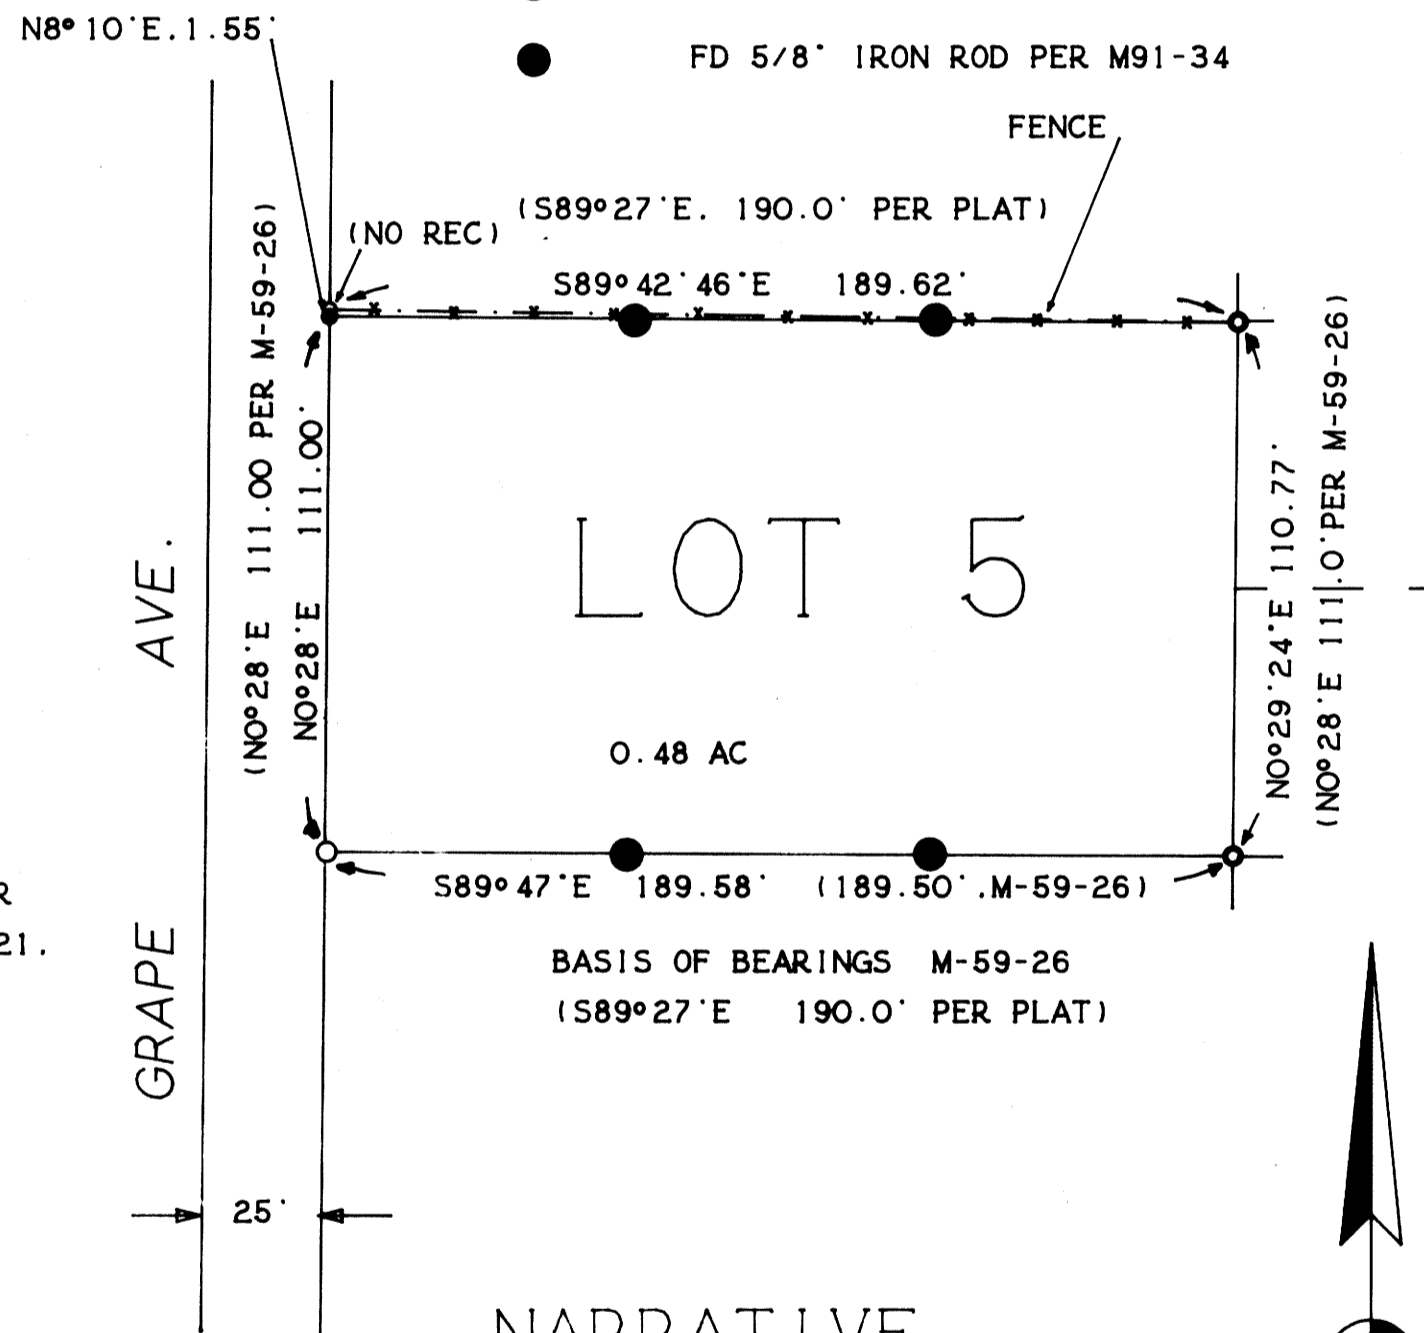 N8°10'E.1.55'
FD 5/8" IRON ROD PER M91-34
FENCE
(S89°27'E. 190.0' PER PLAT)
(NO REC)
S89°42'46"E 189.62'
(N0°28'E 111.00 PER M-59-26)
N0°28'E 111.00'
LOT 5
0.48 AC
N0°29'24"E 110.77'
(N0°28'E 111.0'PER M-59-26)
GRAPE AVE.
S89°47'E 189.58' (189.50'.M-59-26)
R
21.
BASIS OF BEARINGS M-59-26
(S89°27'E 190.0' PER PLAT)
25'
NARRATIVE